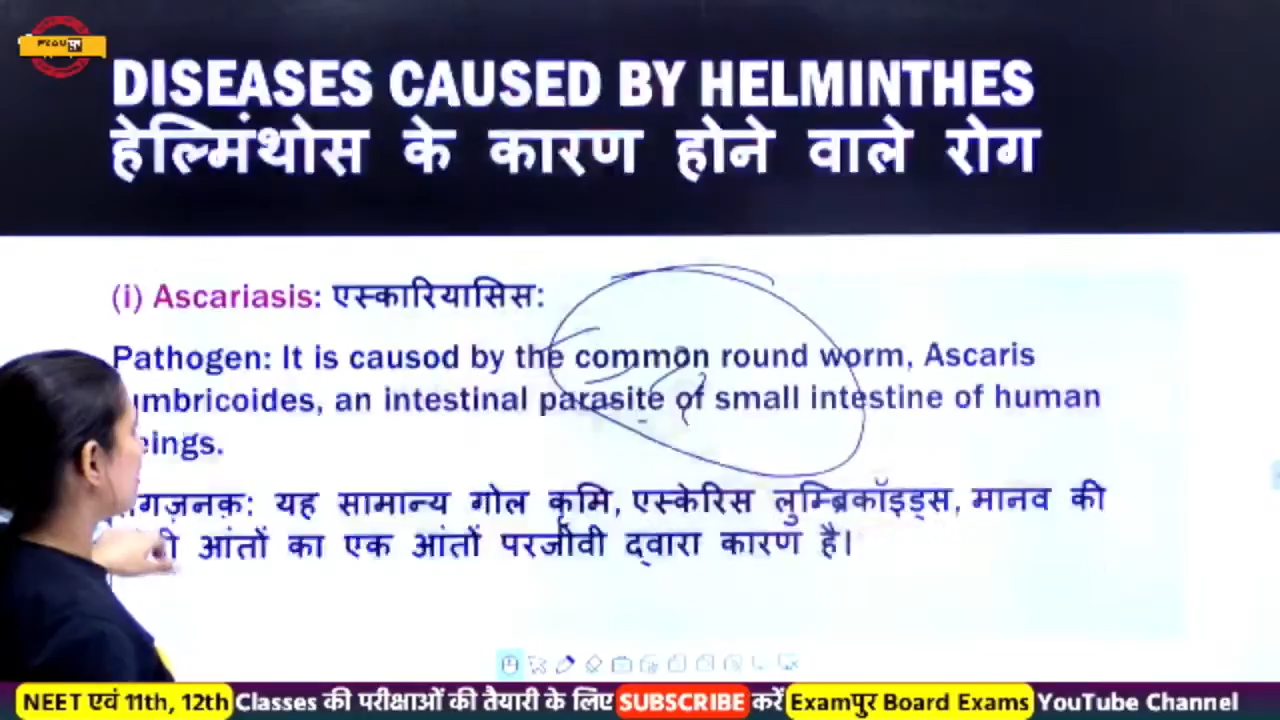 DISEASES CAUSED BY HELMINTHES
हेल्मिंथोस के कारण होने वाले रोग
(i) Ascariasis: एस्कारियासिस:
Pathogen: It is causod by the common round worm, Ascaris
umbricoides, an intestinal parasite of small intestine of human
eings.
गजनक: यह सामान्य गोल कृमि, एस्केरिस लुम्ब्रिकॉइड्स, मानव की
आंतों का एक आंतों परजीवी द्वारा कारण है।
NEET एवं 11th, 12th Classes की परीक्षाओं की तैयारी के लिए SUBSCRIBE करें Examपुर Board Exams YouTube Channel